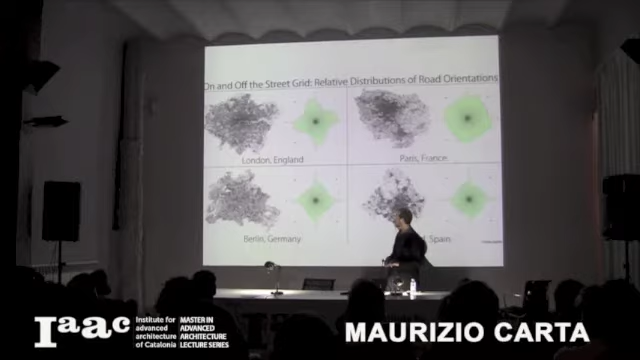 On and Off the Street Grid: Relative Distributions of Road Orientations
London, England
Paris, France
Berlin, Germany
Spain
Iaac
Institute for
advanced
architecture
of Catalonia
MASTER IN
ADVANCED
ARCHITECTURE
LECTURE SERIES
MAURIZIO CARTA